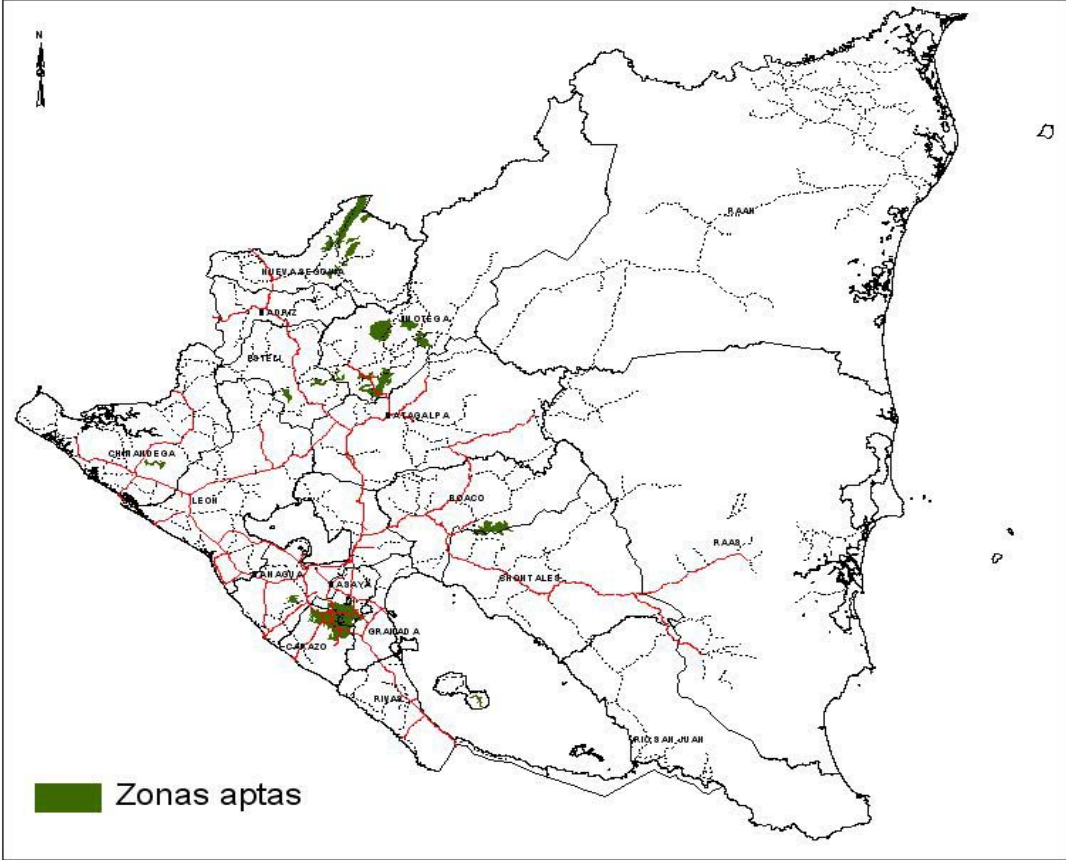 N
RAAN
NUEVA SEGOVIA
MADRIZ
JINOTEGA
ESTELI
MATAGALPA
CHINANDEGA
LEON
BOACO
RAAS
MANAGUA
MASAYA
CHONTALES
GRANADA
CARAZO
RIVAS
RIO SAN JUAN
Zonas aptas